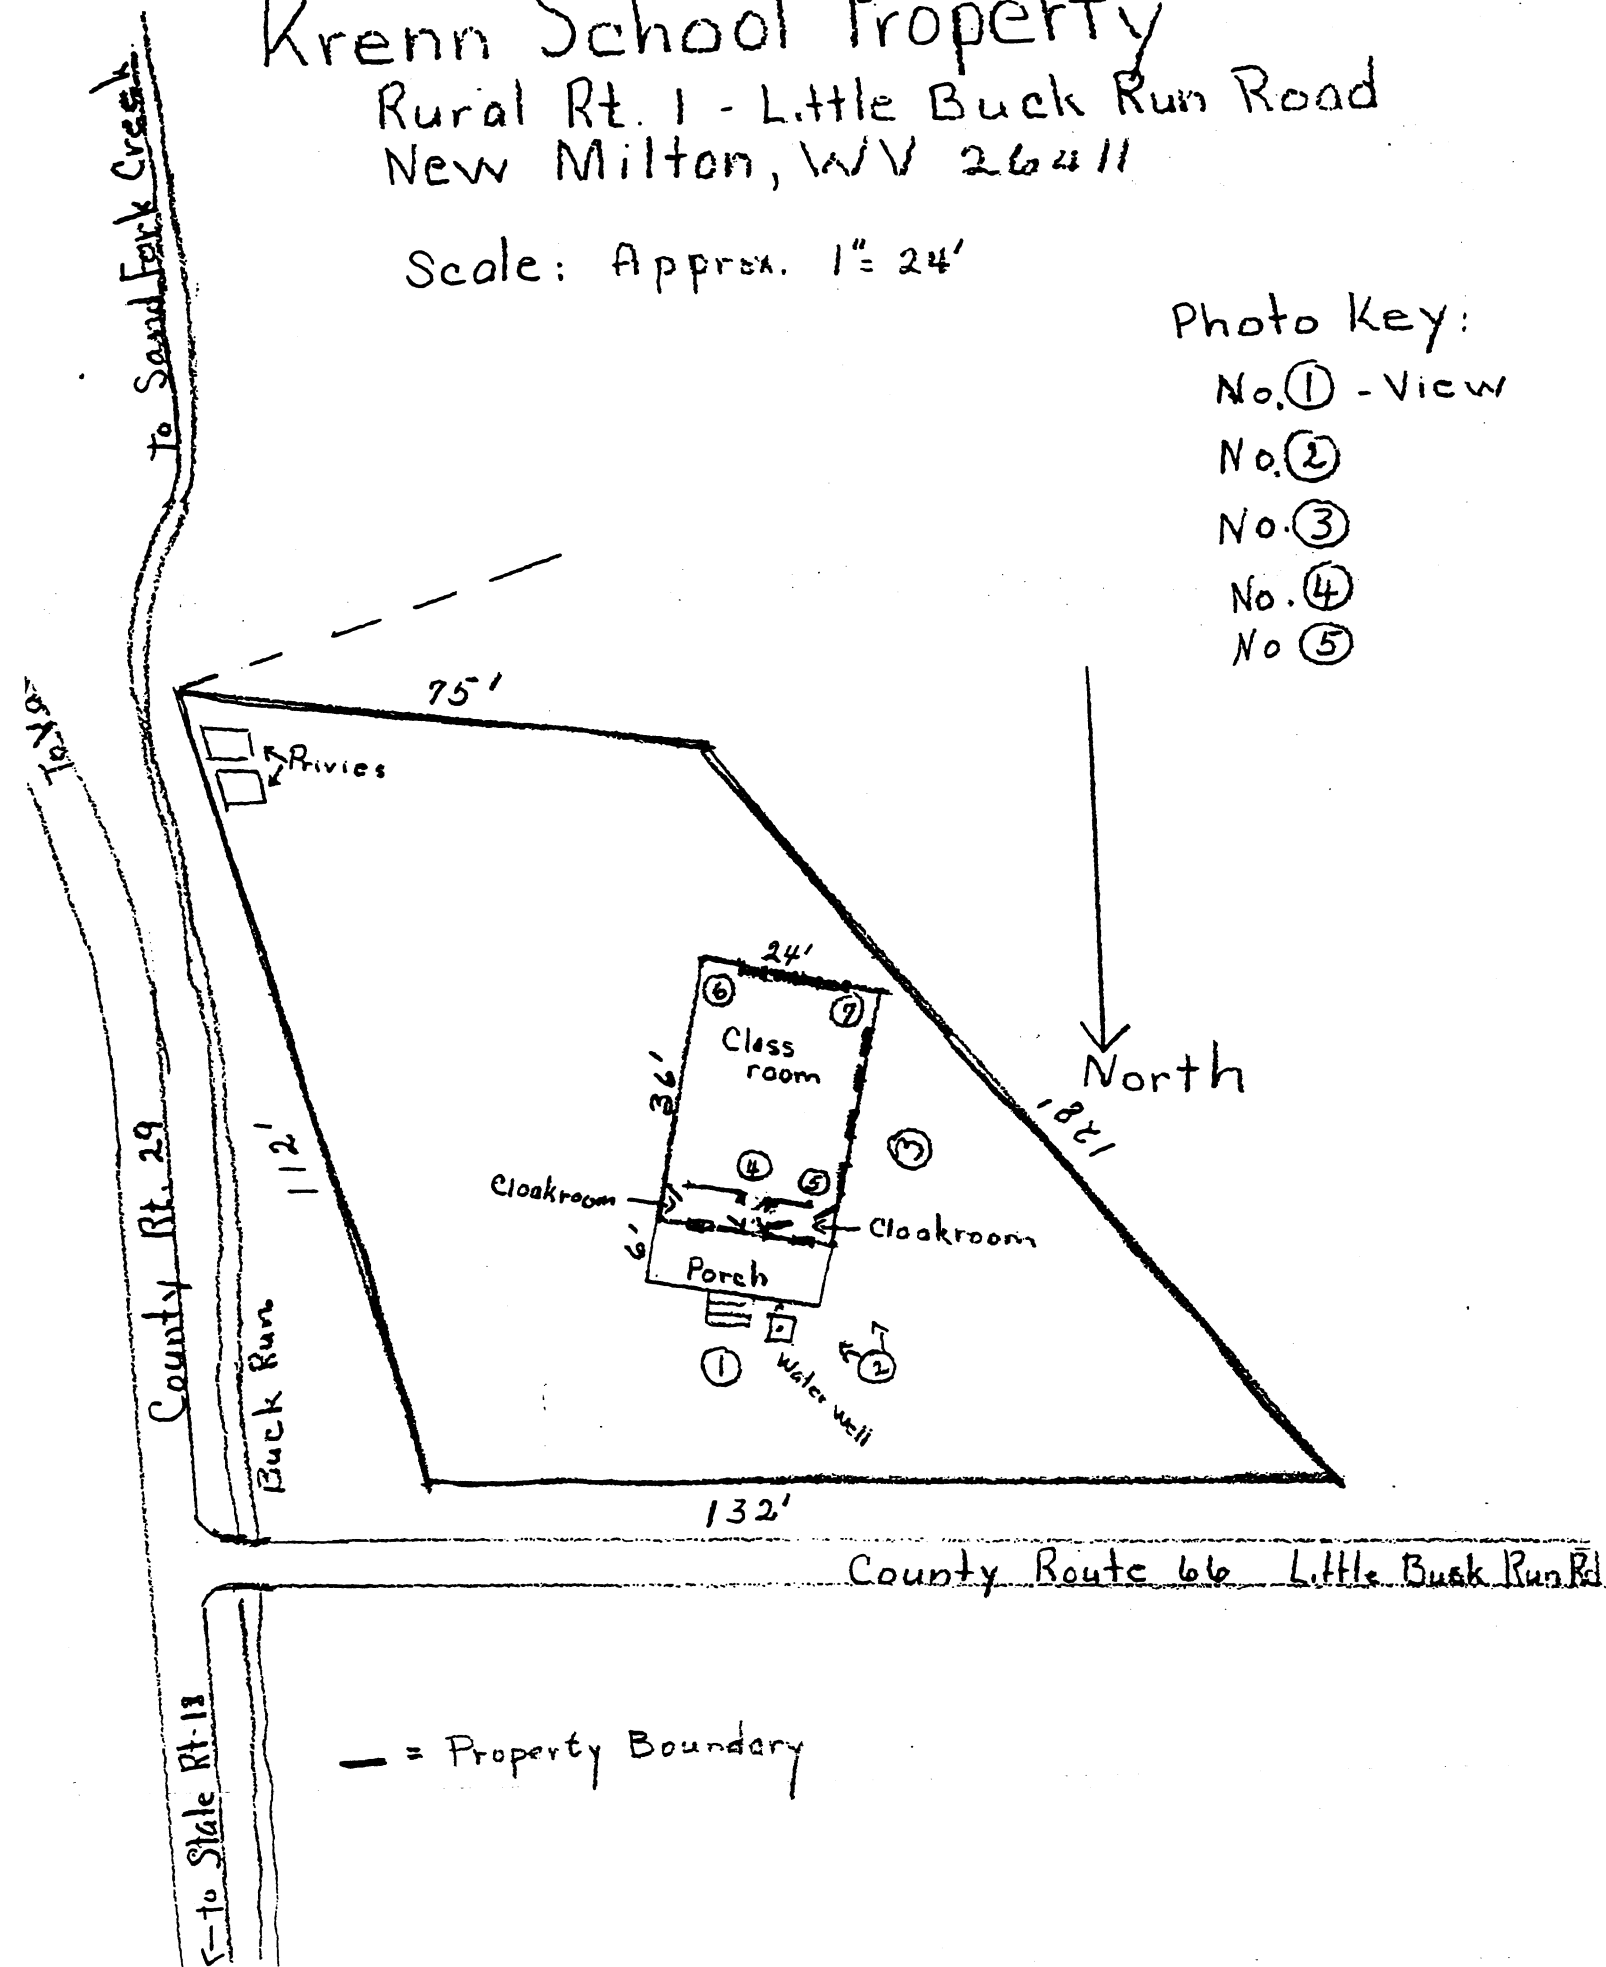 Krenn School Property
Rural Rt. 1 - Little Buck Run Road
New Milton, WV 26411
Scale: Approx. 1"= 24'
Photo Key:
No. 1 - View
No. 2
No. 3
No. 4
No 5
To Sand Fork Creek
75'
Privies
24'
6
7
Class
room
36'
North
128'
3
112'
County Rt. 29
4
5
Cloakroom
Cloakroom
6'
Porch
Buck Run
1
2
Water Well
132'
County Route 66 Little Buck Run Rd
to State Rt. 18
= Property Boundary